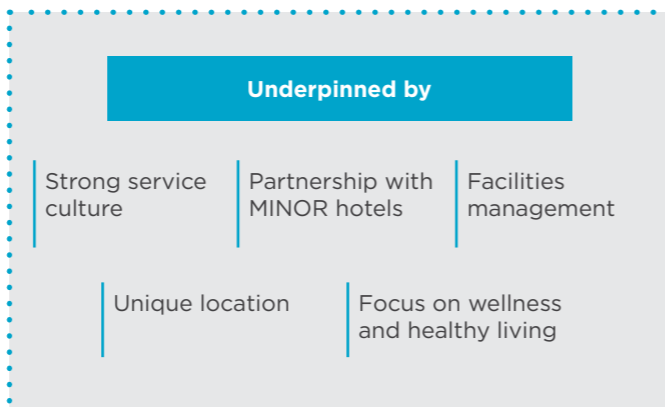 Underpinned by
Strong service
culture
Partnership with
MINOR hotels
Facilities
management
Unique location
Focus on wellness
and healthy living